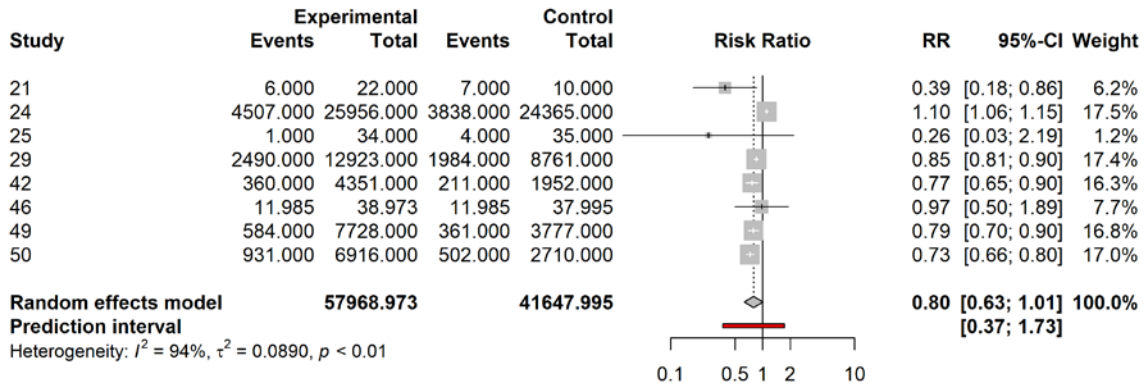 Experimental Control
Study Events Total Events Total Risk Ratio RR 95%-CI Weight
21 6.000 22.000 7.000 10.000 0.39 [0.18; 0.86] 6.2%
24 4507.000 25956.000 3838.000 24365.000 1.10 [1.06; 1.15] 17.5%
25 1.000 34.000 4.000 35.000 0.26 [0.03; 2.19] 1.2%
29 2490.000 12923.000 1984.000 8761.000 0.85 [0.81; 0.90] 17.4%
42 360.000 4351.000 211.000 1952.000 0.77 [0.65; 0.90] 16.3%
46 11.985 38.973 11.985 37.995 0.97 [0.50; 1.89] 7.7%
49 584.000 7728.000 361.000 3777.000 0.79 [0.70; 0.90] 16.8%
50 931.000 6916.000 502.000 2710.000 0.73 [0.66; 0.80] 17.0%
Random effects model 57968.973 41647.995 0.80 [0.63; 1.01] 100.0%
Prediction interval [0.37; 1.73]
Heterogeneity: I² = 94%, τ² = 0.0890, p < 0.01
0.1 0.5 1 2 10